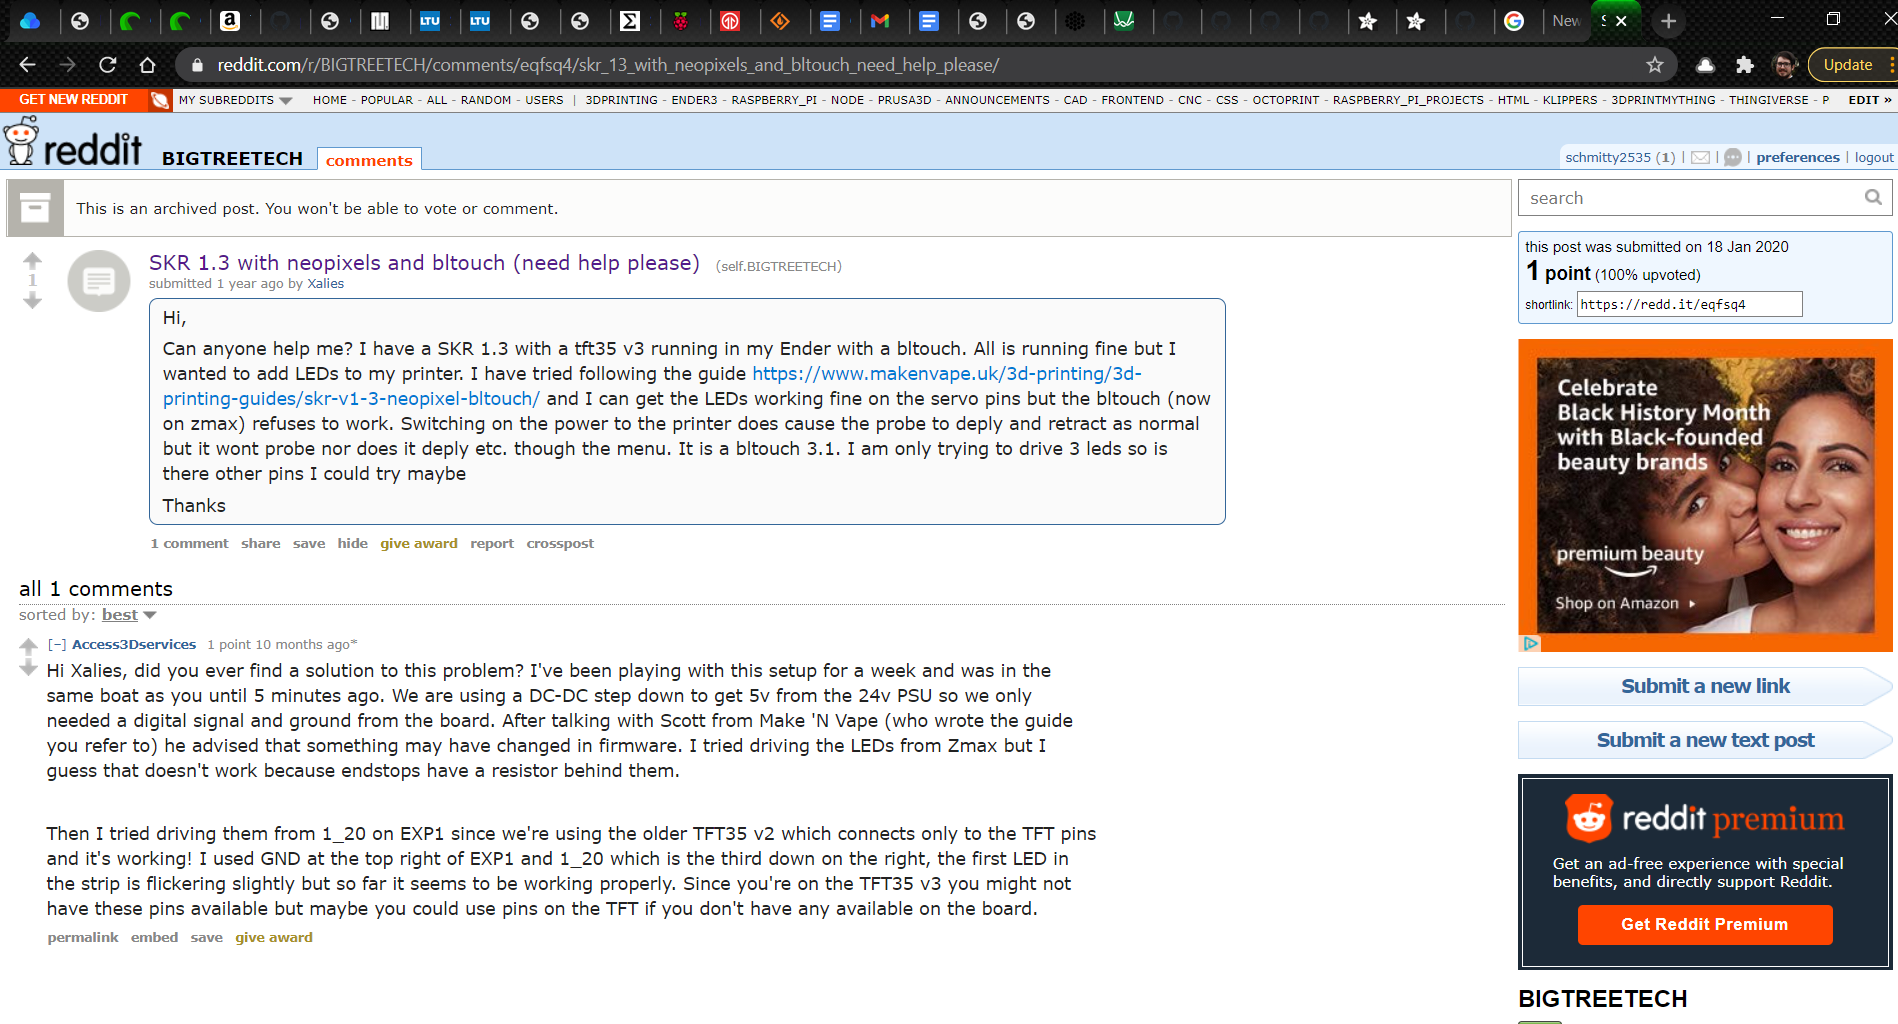 LTU
LTU
New
S
reddit.com/r/BIGTREETECH/comments/eqfsq4/skr_13_with_neopixels_and_bltouch_need_help_please/
Update
GET NEW REDDIT
MY SUBREDDITS
HOME - POPULAR - ALL - RANDOM - USERS | 3DPRINTING - ENDER3 - RASPBERRY_PI - NODE - PRUSA3D - ANNOUNCEMENTS - CAD - FRONTEND - CNC - CSS - OCTOPRINT - RASPBERRY_PI_PROJECTS - HTML - KLIPPERS - 3DPRINTMYTHING - THINGIVERSE - P
EDIT »
reddit
BIGTREETECH
comments
schmitty2535 (1) | | | preferences | logout
This is an archived post. You won't be able to vote or comment.
1
SKR 1.3 with neopixels and bltouch (need help please) (self.BIGTREETECH)
submitted 1 year ago by Xalies
Hi,
Can anyone help me? I have a SKR 1.3 with a tft35 v3 running in my Ender with a bltouch. All is running fine but I
wanted to add LEDs to my printer. I have tried following the guide https://www.makenvape.uk/3d-printing/3d-
printing-guides/skr-v1-3-neopixel-bltouch/ and I can get the LEDs working fine on the servo pins but the bltouch (now
on zmax) refuses to work. Switching on the power to the printer does cause the probe to deply and retract as normal
but it wont probe nor does it deply etc. though the menu. It is a bltouch 3.1. I am only trying to drive 3 leds so is
there other pins I could try maybe
Thanks
1 comment share save hide give award report crosspost
all 1 comments
sorted by: best
[–] Access3Dservices 1 point 10 months ago*
Hi Xalies, did you ever find a solution to this problem? I've been playing with this setup for a week and was in the
same boat as you until 5 minutes ago. We are using a DC-DC step down to get 5v from the 24v PSU so we only
needed a digital signal and ground from the board. After talking with Scott from Make 'N Vape (who wrote the guide
you refer to) he advised that something may have changed in firmware. I tried driving the LEDs from Zmax but I
guess that doesn't work because endstops have a resistor behind them.
Then I tried driving them from 1_20 on EXP1 since we're using the older TFT35 v2 which connects only to the TFT pins
and it's working! I used GND at the top right of EXP1 and 1_20 which is the third down on the right, the first LED in
the strip is flickering slightly but so far it seems to be working properly. Since you're on the TFT35 v3 you might not
have these pins available but maybe you could use pins on the TFT if you don't have any available on the board.
permalink embed save give award
search
this post was submitted on 18 Jan 2020
1 point (100% upvoted)
shortlink: https://redd.it/eqfsq4
Celebrate
Black History Month
with Black-founded
beauty brands
premium beauty
Shop on Amazon
Submit a new link
Submit a new text post
reddit premium
Get an ad-free experience with special
benefits, and directly support Reddit.
Get Reddit Premium
BIGTREETECH